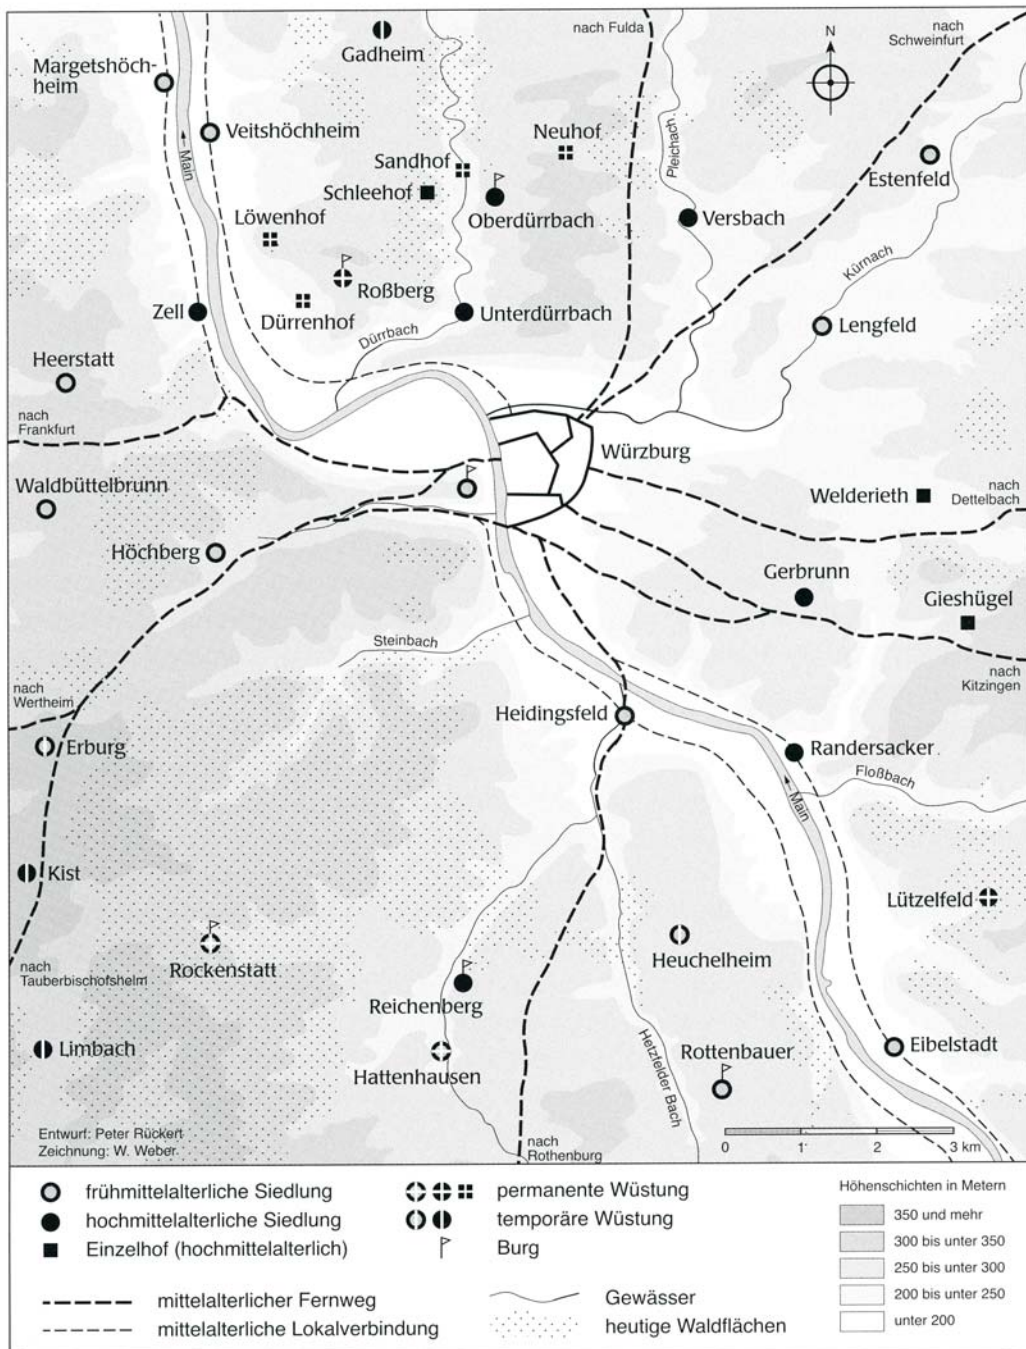 nach
Fulda
nach
Schweinfurt
N
Gadheim
Margetshöch-
heim
Veitshöchheim
Main
Neuhof
Pleichach
Sandhof
Schleehof
Estenfeld
Oberdürrbach
Versbach
Löwenhof
Kürnach
Roßberg
Zell
Dürrenhof
Unterdürrbach
Dürrbach
Lengfeld
Heerstatt
nach
Frankfurt
Würzburg
Waldbüttelbrunn
Welderieth
nach
Dettelbach
Höchberg
Gerbrunn
Gieshügel
Steinbach
nach
Kitzingen
nach
Wertheim
Heidingsfeld
Erburg
Randersacker
Floßbach
Main
Kist
Lützelfeld
Heuchelheim
Rockenstatt
nach
Tauberbischofsheim
Reichenberg
Limbach
Hattenhausen
Hetzfelder Bach
Rottenbauer
Eibelstadt
Entwurf: Peter Rückert
Zeichnung: W. Weber
nach
Rothenburg
0 1 2 3 km
frühmittelalterliche Siedlung
hochmittelalterliche Siedlung
Einzelhof (hochmittelalterlich)
mittelalterlicher Fernweg
mittelalterliche Lokalverbindung
permanente Wüstung
temporäre Wüstung
Burg
Gewässer
heutige Waldflächen
Höhenschichten in Metern
350 und mehr
300 bis unter 350
250 bis unter 300
200 bis unter 250
unter 200